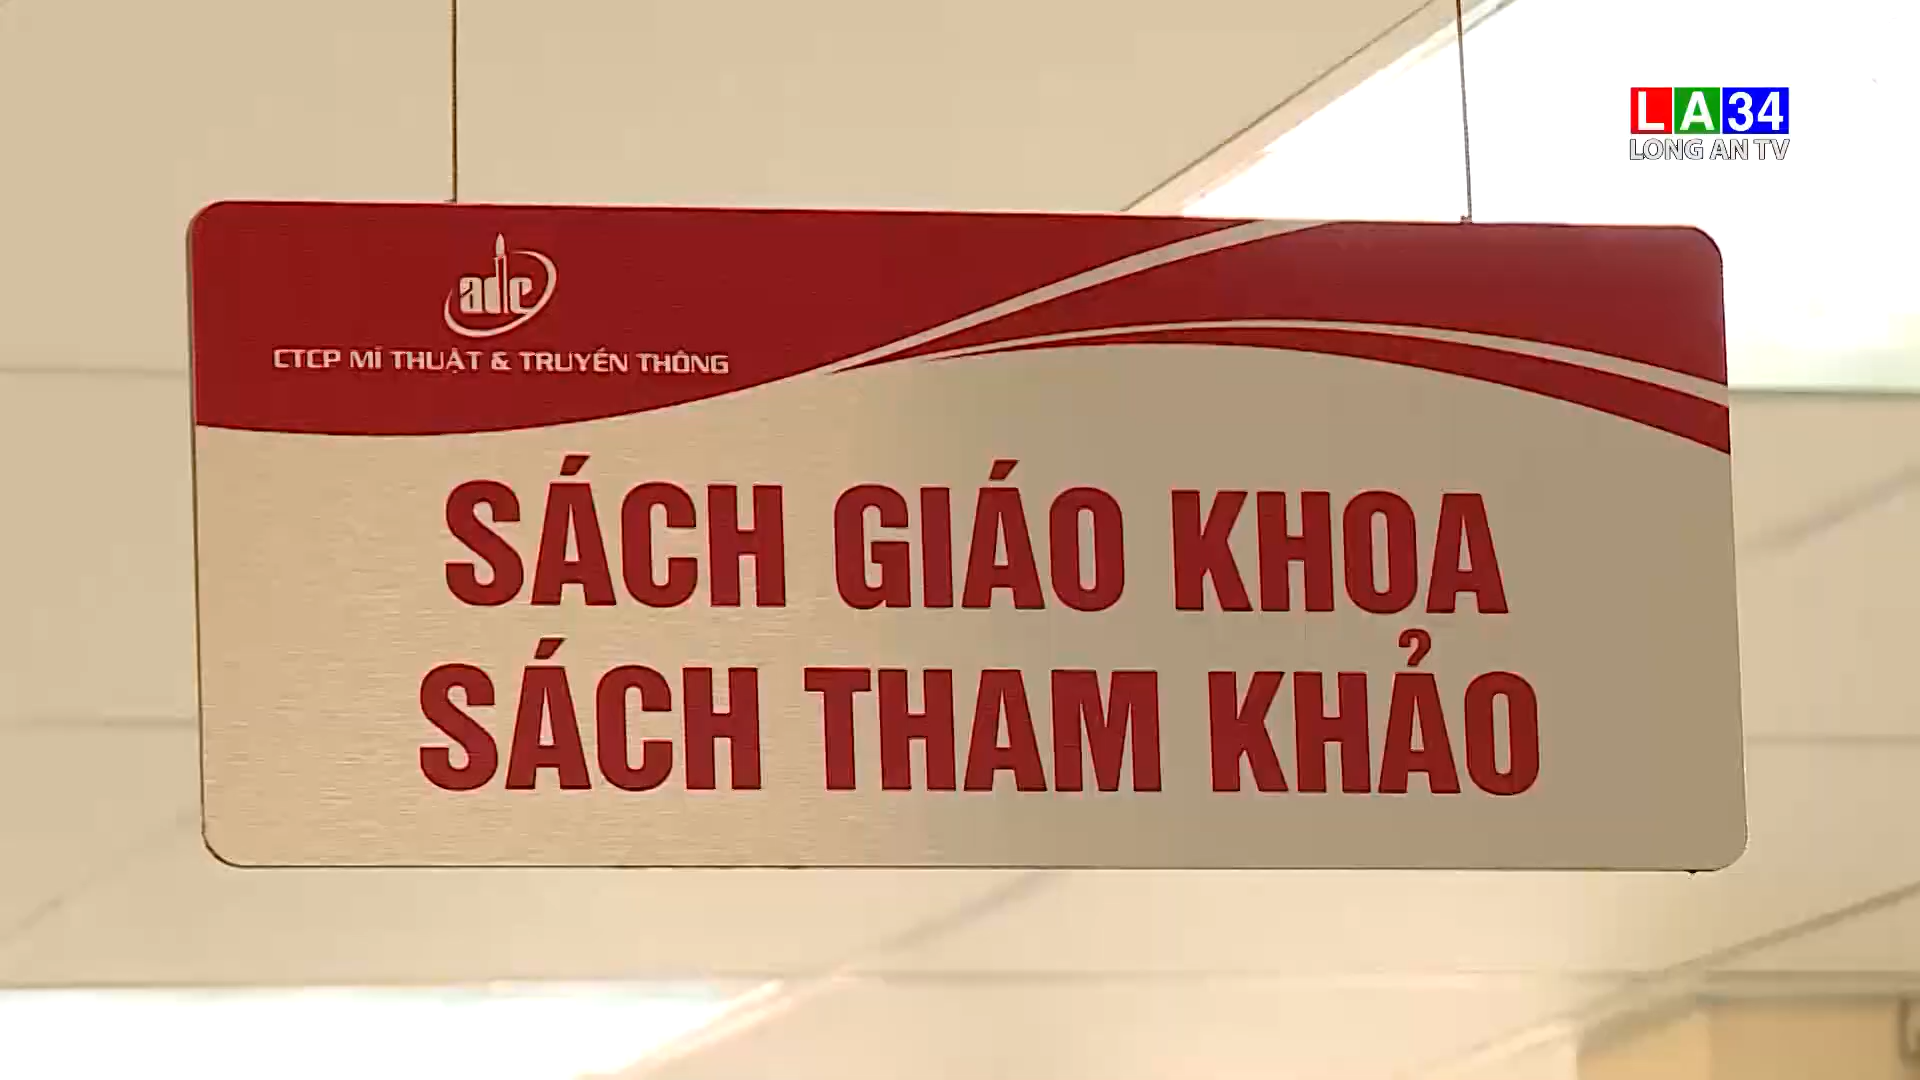 LA34
LONG AN TV
adc
CTCP MĨ THUẬT & TRUYỀN THÔNG
SÁCH GIÁO KHOA
SÁCH THAM KHẢO